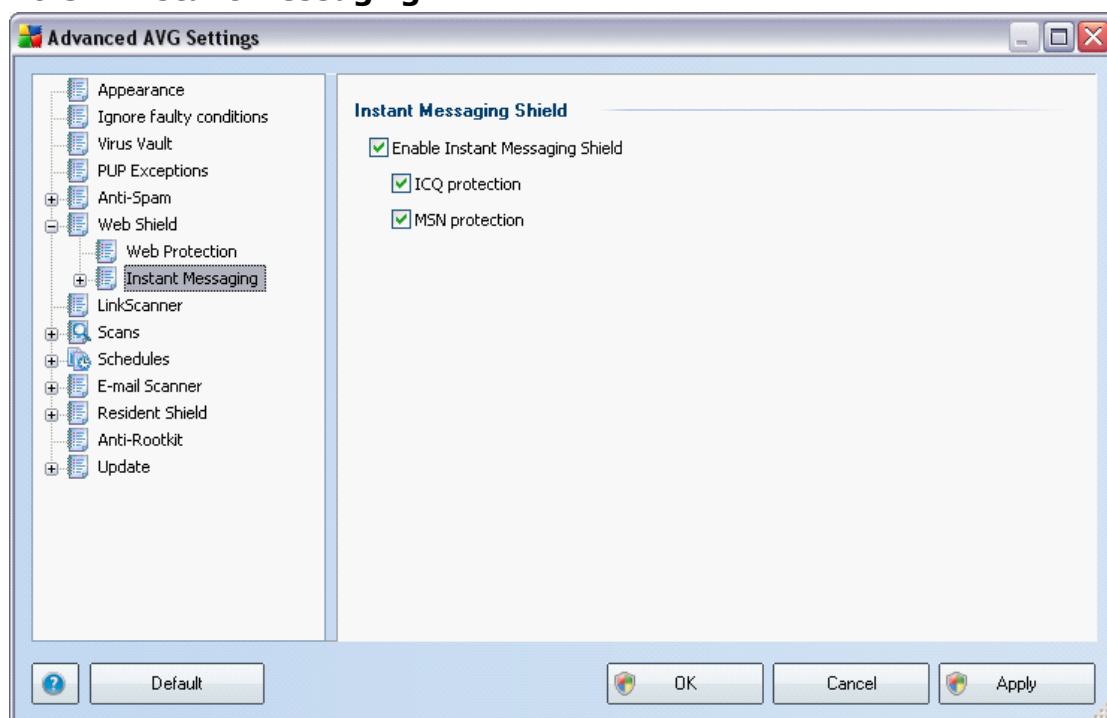 Advanced AVG Settings
Appearance
Ignore faulty conditions
Virus Vault
PUP Exceptions
Anti-Spam
Web Shield
Web Protection
Instant Messaging
LinkScanner
Scans
Schedules
E-mail Scanner
Resident Shield
Anti-Rootkit
Update
Instant Messaging Shield
Enable Instant Messaging Shield
ICQ protection
MSN protection
Default
OK
Cancel
Apply